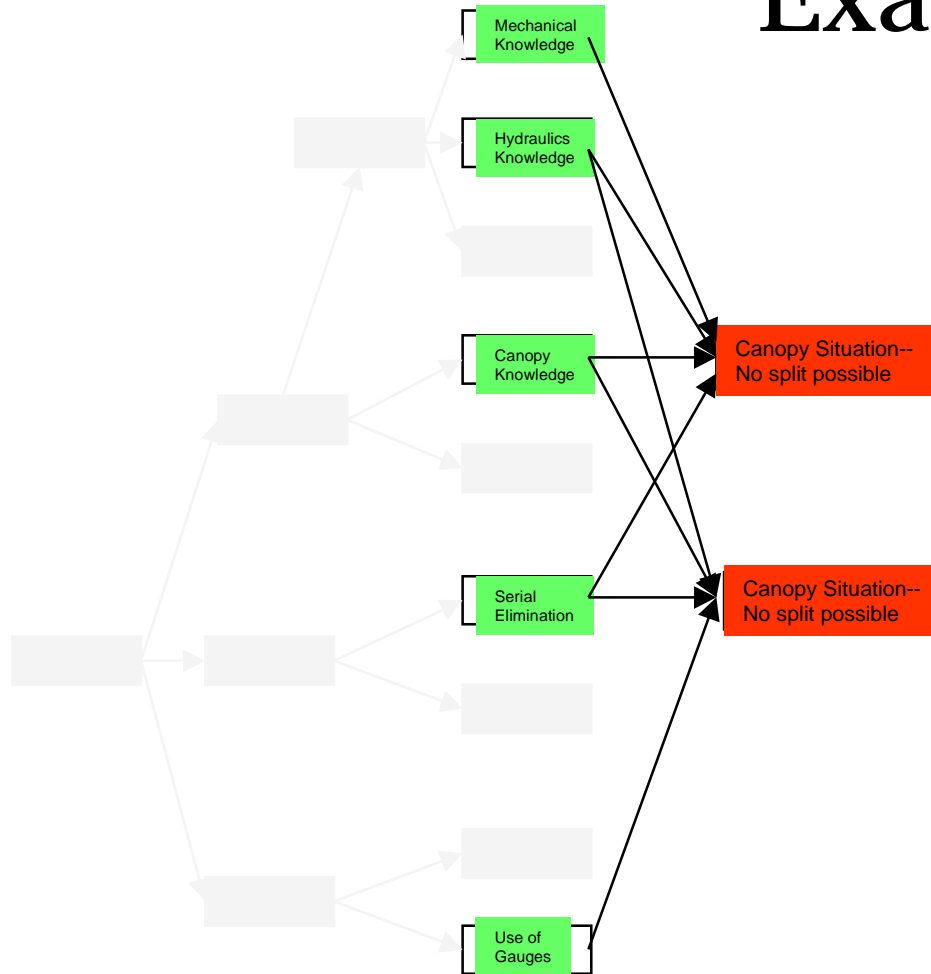 Exa
Mechanical
Knowledge
Hydraulics
Knowledge
Canopy Situation--
No split possible
Canopy
Knowledge
Serial
Elimination
Canopy Situation--
No split possible
Use of
Gauges